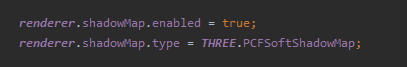 renderer.shadowMap.enabled = true;
renderer.shadowMap.type = THREE.PCFSoftShadowMap;